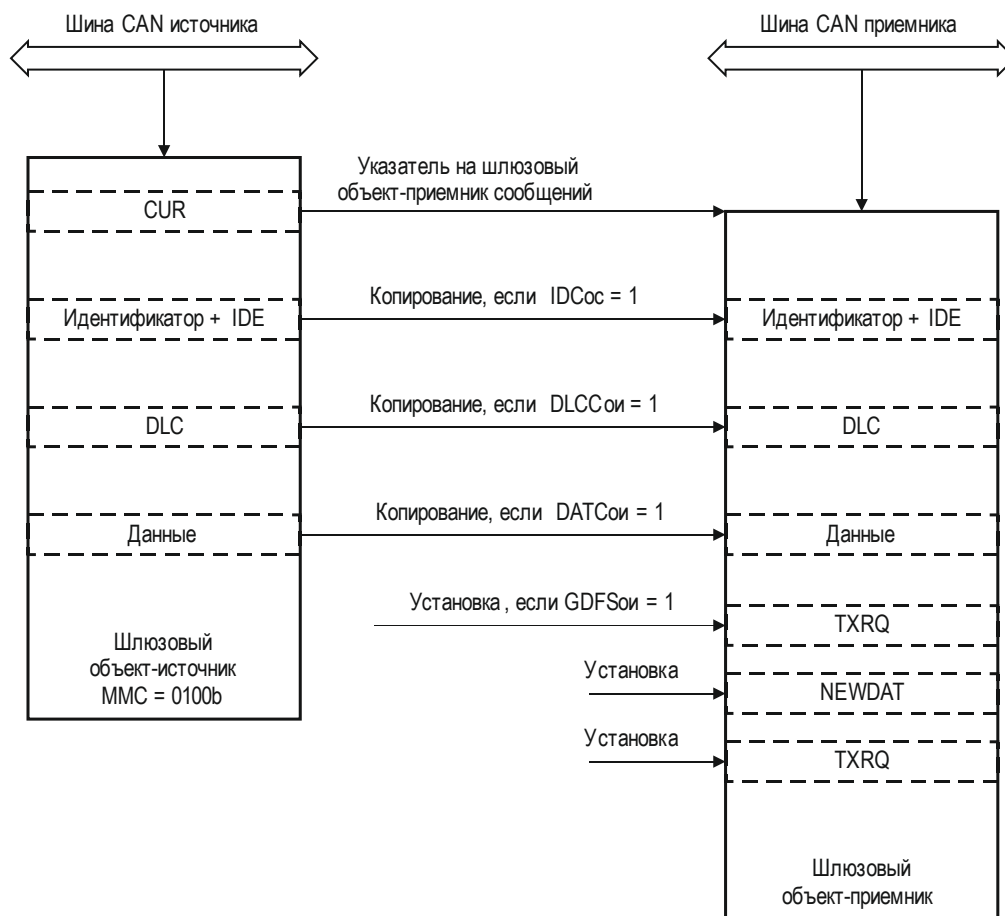 Шина CAN источника
Шина CAN приемника
Указатель на шлюзовый
объект-приемник сообщений
CUR
Копирование, если IDCос = 1
Идентификатор + IDE
Идентификатор + IDE
Копирование, если DLCCои = 1
DLC
DLC
Копирование, если DATCои = 1
Данные
Данные
Установка , если GDFSои = 1
TXRQ
Шлюзовый
объект-источник
MMC = 0100b
Установка
NEWDAT
Установка
TXRQ
Шлюзовый
объект-приемник